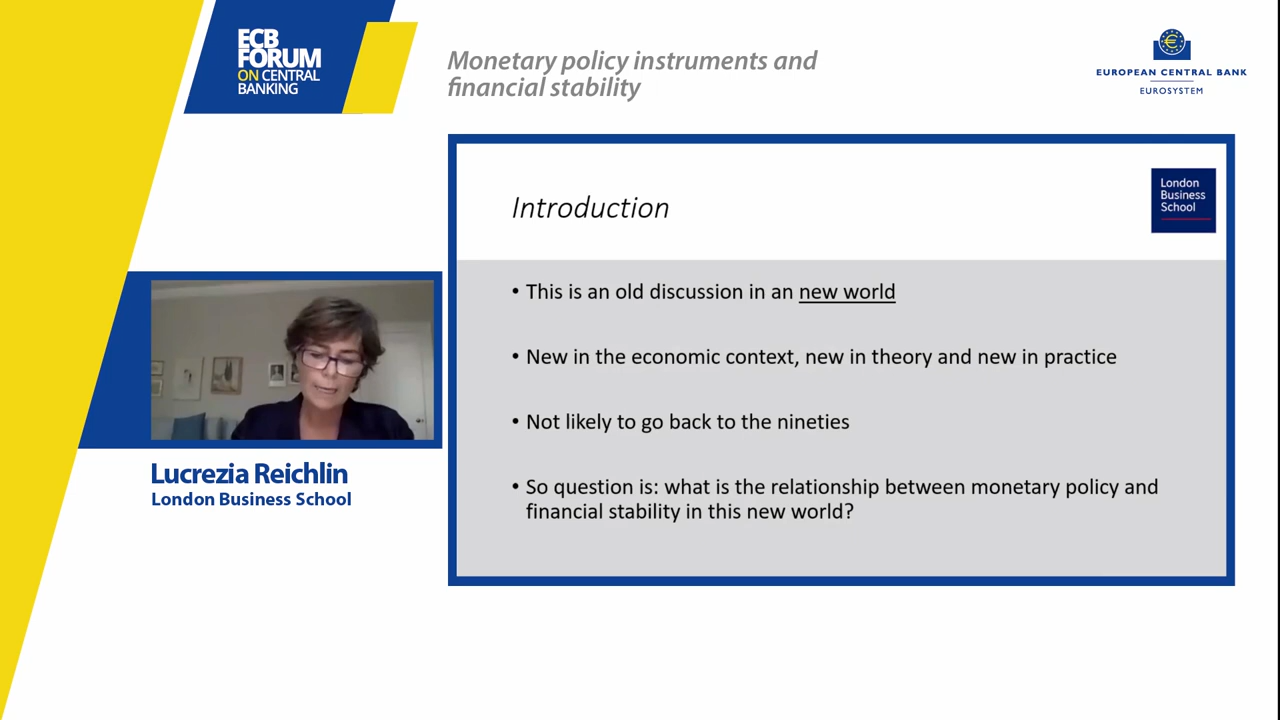 ECB
FORUM
ON CENTRAL
BANKING
Monetary policy instruments and
financial stability
EUROPEAN CENTRAL BANK
EUROSYSTEM
Introduction
London
Business
School
• This is an old discussion in an new world
• New in the economic context, new in theory and new in practice
• Not likely to go back to the nineties
• So question is: what is the relationship between monetary policy and
financial stability in this new world?
Lucrezia Reichlin
London Business School